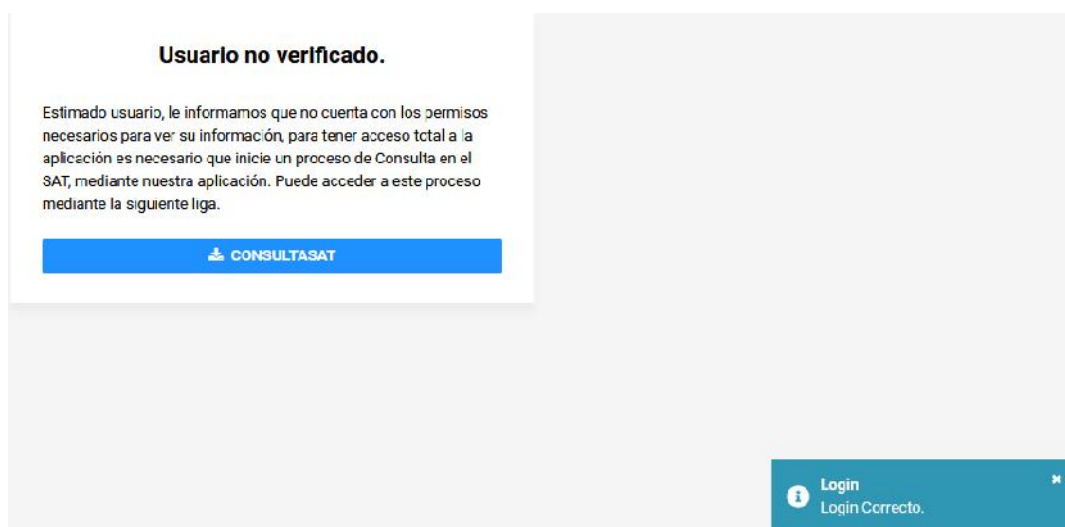 Usuario no verificado.
Estimado usuario, le informamos que no cuenta con los permisos
necesarios para ver su información, para tener acceso total a la
aplicación es necesario que inicie un proceso de Consulta en el
SAT, mediante nuestra aplicación. Puede acceder a este proceso
mediante la siguiente liga.
CONSULTASAT
Login
Login Correcto.